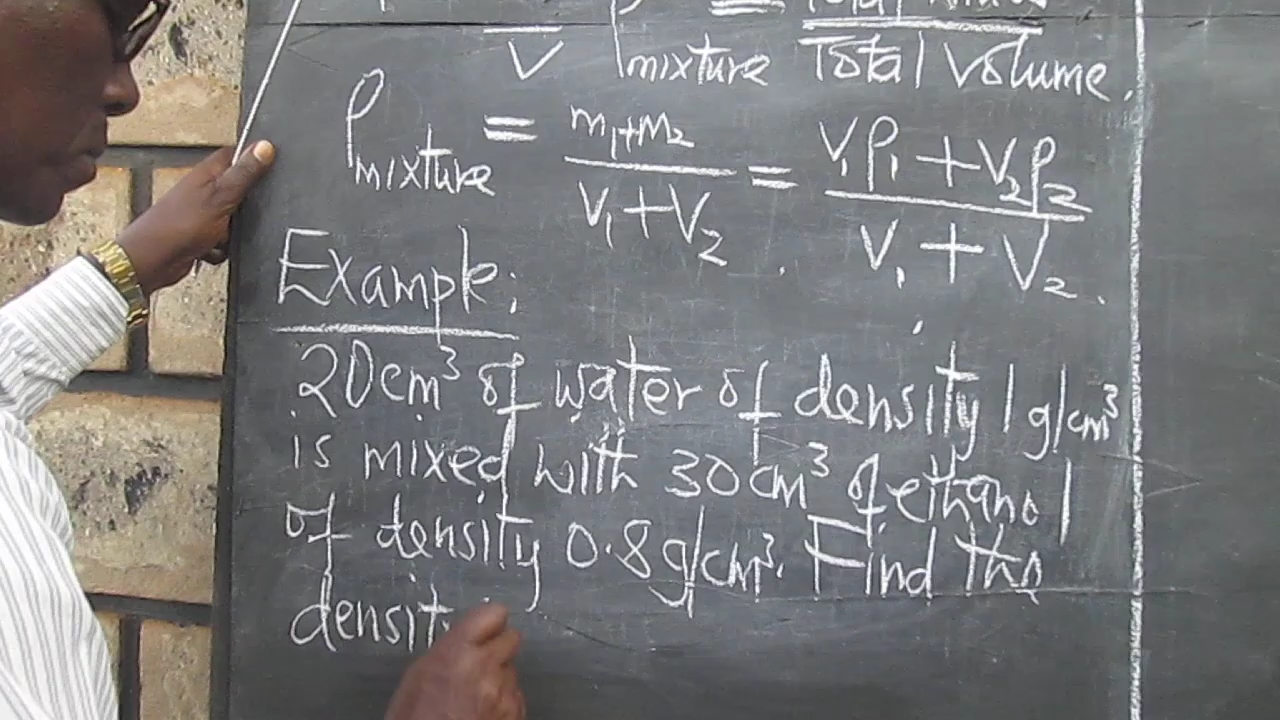 V ρmixture = Total Volume.
ρmixture = m₁+m₂ / V₁+V₂ = V₁ρ₁+V₂ρ₂ / V₁+V₂.
Example;
20cm³ of water of density 1g/cm³
is mixed with 30cm³ of ethanol
of density 0.8g/cm³. Find the
densit